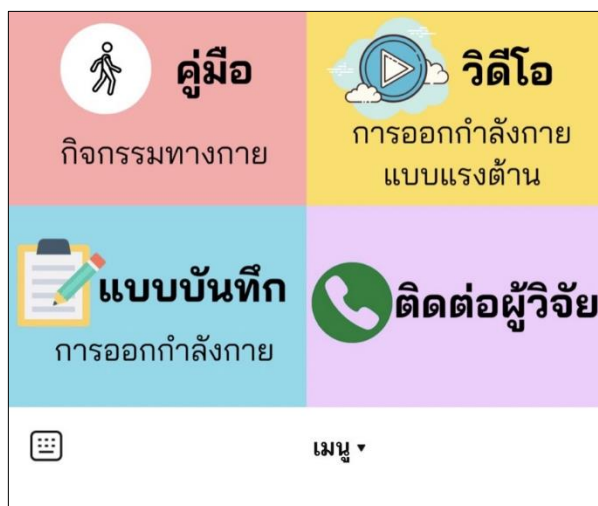 คู่มือ
กิจกรรมทางกาย
วิดีโอ
การออกกำลังกาย
แบบแรงต้าน
แบบบันทึก
การออกกำลังกาย
ติดต่อผู้วิจัย
เมนู ▾